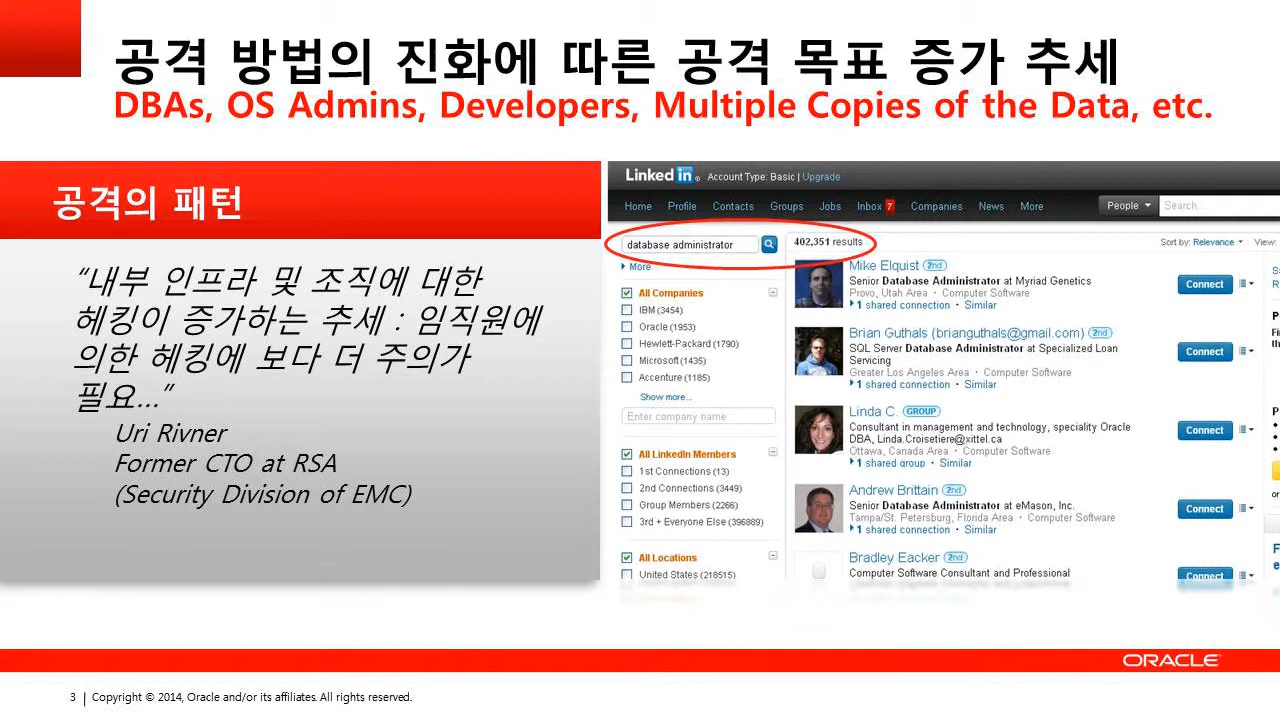 공격 방법의 진화에 따른 공격 목표 증가 추세
DBAs, OS Admins, Developers, Multiple Copies of the Data, etc.
공격의 패턴
“내부 인프라 및 조직에 대한
헤킹이 증가하는 추세 : 임직원에
의한 헤킹에 보다 더 주의가
필요...”
Uri Rivner
Former CTO at RSA
(Security Division of EMC)
Linked in Account Type: Basic | Upgrade
Home Profile Contacts Groups Jobs Inbox 7 Companies News More People Search...
database administrator
402,351 results
Sort by: Relevance View:
More
All Companies
IBM (3454)
Oracle (1953)
Hewlett-Packard (1790)
Microsoft (1435)
Accenture (1185)
Show more...
Enter company name
All LinkedIn Members
1st Connections (13)
2nd Connections (3449)
Group Members (2266)
3rd + Everyone Else (396889)
All Locations
United States (218515)
Mike Elquist 2nd
Senior Database Administrator at Myriad Genetics
Provo, Utah Area · Computer Software
1 shared connection · Similar
Connect
Brian Guthals (brianguthals@gmail.com) 2nd
SQL Server Database Administrator at Specialized Loan
Servicing
Greater Los Angeles Area · Computer Software
1 shared connection · Similar
Connect
Linda C. GROUP
Consultant in management and technology, speciality Oracle
DBA, Linda.Croisetiere@xittel.ca
Ottawa, Canada Area · Computer Software
1 shared group · Similar
Connect
Andrew Brittain 2nd
Senior Database Administrator at eMason, Inc.
Tampa/St. Petersburg, Florida Area · Computer Software
1 shared connection · Similar
Connect
Bradley Eacker 2nd
Computer Software Consultant and Professional
Connect
ORACLE
3 | Copyright © 2014, Oracle and/or its affiliates. All rights reserved.